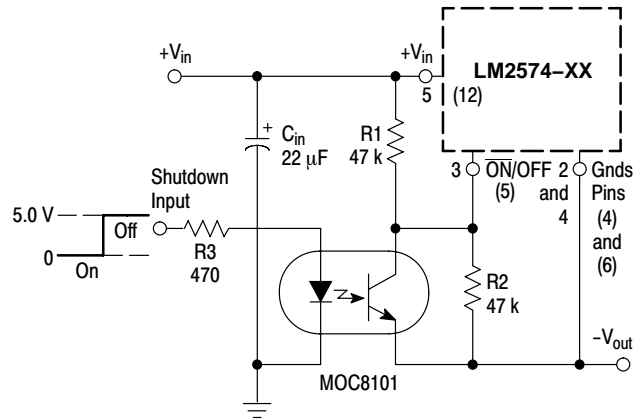 +Vin
+Vin
LM2574–XX
5
(12)
Cin
22 µF
+
R1
47 k
3
ON/OFF
(5)
2
and
4
Gnds
Pins
(4)
and
(6)
Shutdown
Input
5.0 V
Off
0
On
R3
470
R2
47 k
–Vout
MOC8101